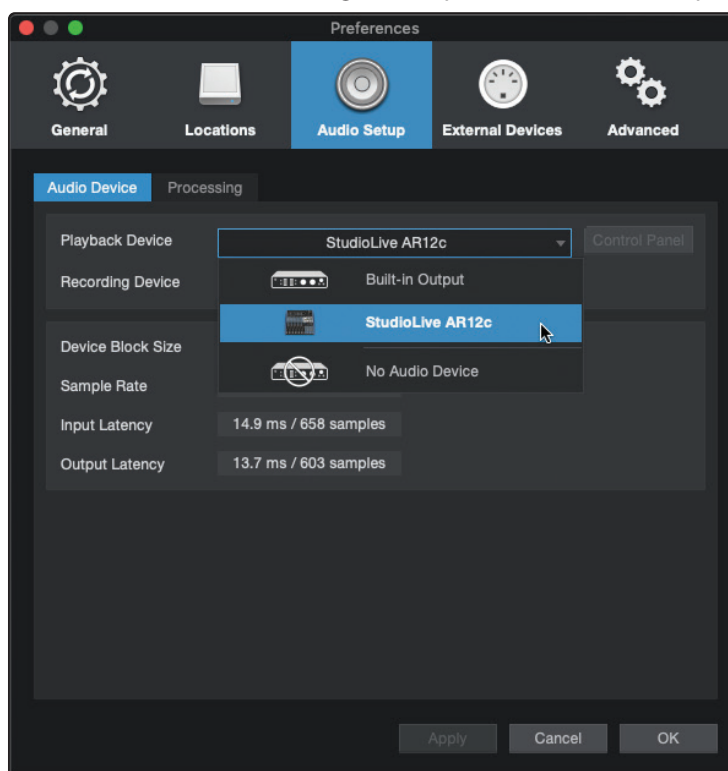 Preferences
General Locations Audio Setup External Devices Advanced
Audio Device Processing
Playback Device StudioLive AR12c Control Panel
Recording Device Built-in Output
StudioLive AR12c
Device Block Size
No Audio Device
Sample Rate
Input Latency 14.9 ms / 658 samples
Output Latency 13.7 ms / 603 samples
Apply Cancel OK